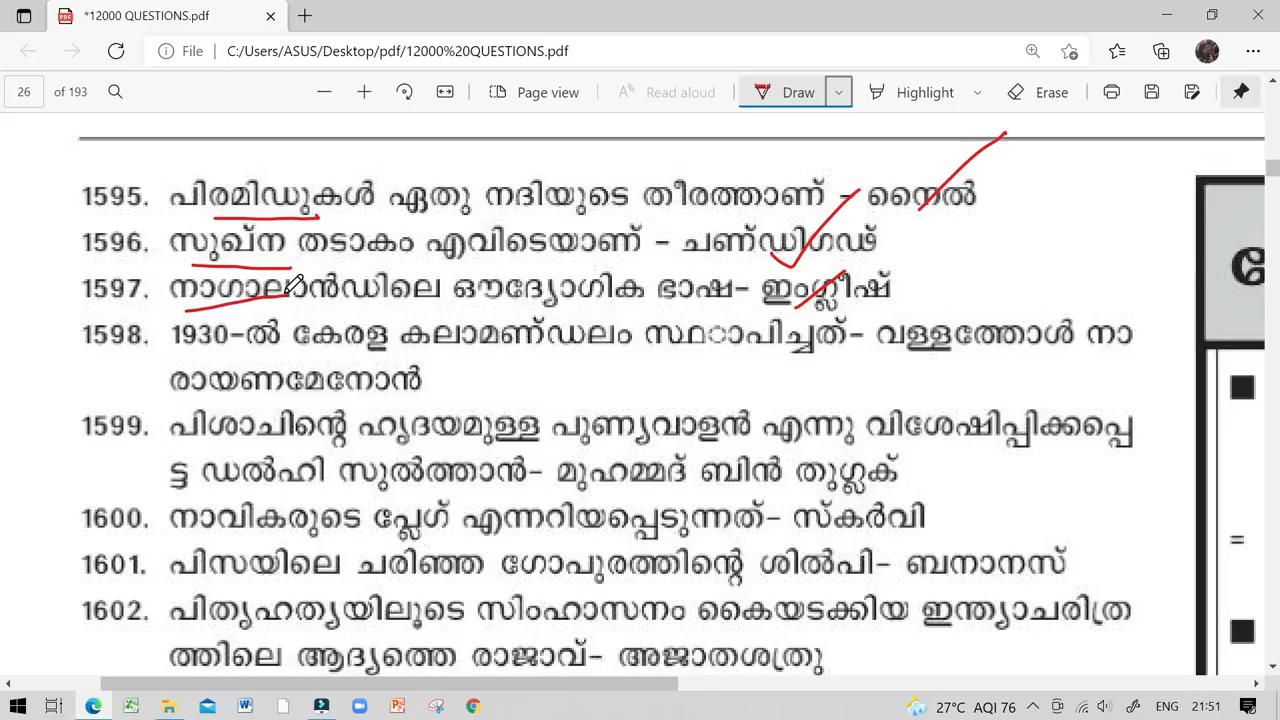 *12000 QUESTIONS.pdf
File C:/Users/ASUS/Desktop/pdf/12000%20QUESTIONS.pdf
26 of 193 Page view Read aloud Draw Highlight Erase
1595. പിരമിഡുകൾ ഏതു നദിയുടെ തീരത്താണ് - നൈൽ
1596. സുഖ്ന തടാകം എവിടെയാണ് - ചണ്ഡിഗഢ്
1597. നാഗാലാൻഡിലെ ഔദ്യോഗിക ഭാഷ- ഇംഗ്ലീഷ്
1598. 1930-ൽ കേരള കലാമണ്ഡലം സ്ഥാപിച്ചത്- വള്ളത്തോൾ നാ
രായണമേനോൻ
1599. പിശാചിന്റെ ഹൃദയമുള്ള പുണ്യവാളൻ എന്നു വിശേഷിപ്പിക്കപ്പെ
ട്ട ഡൽഹി സുൽത്താൻ- മുഹമ്മദ് ബിൻ തുഗ്ലക്
1600. നാവികരുടെ പ്ലേഗ് എന്നറിയപ്പെടുന്നത്- സ്കർവി
1601. പിസയിലെ ചരിഞ്ഞ ഗോപുരത്തിന്റെ ശിൽപി- ബനാനസ്
1602. പിതൃഹത്യയിലൂടെ സിംഹാസനം കൈയടക്കിയ ഇന്ത്യാചരിത്ര
ത്തിലെ ആദ്യത്തെ രാജാവ്- അജാതശത്രു
=
27°C AQI 76 ENG 21:51